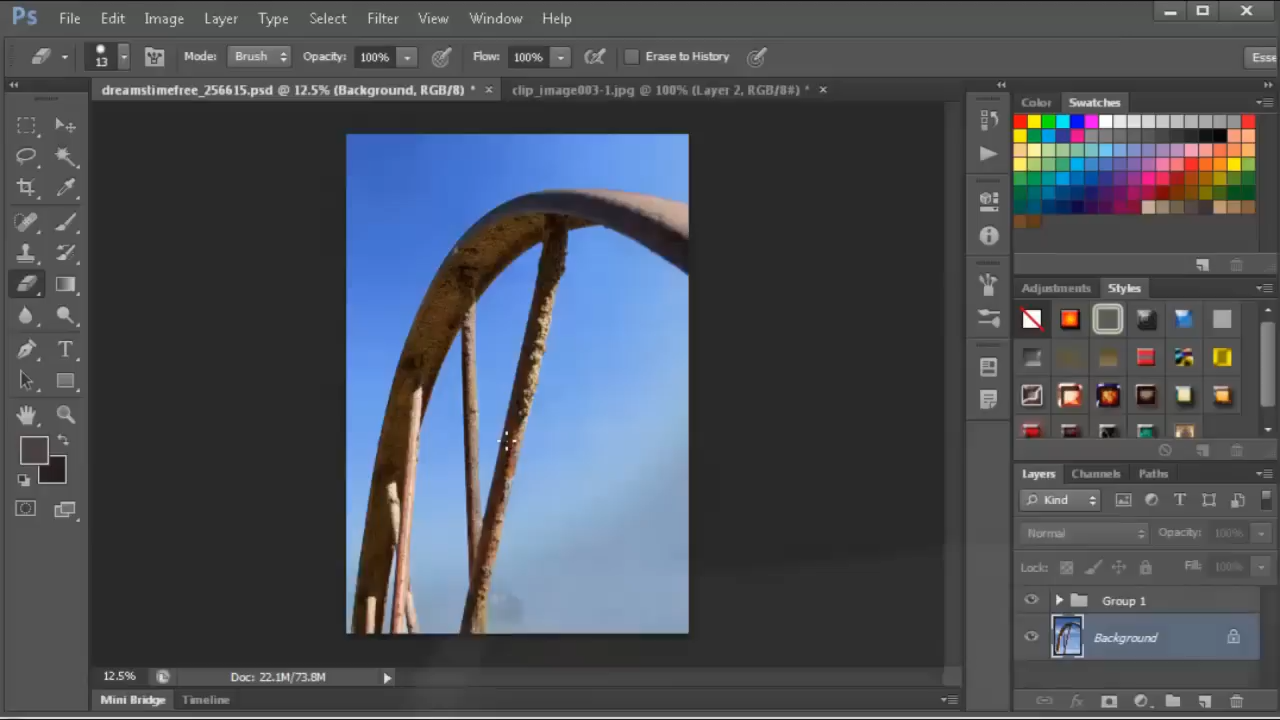 Ps File Edit Image Layer Type Select Filter View Window Help
13 Mode: Brush Opacity: 100% Flow: 100% Erase to History Esse
dreamstimefree_256615.psd @ 12.5% (Background, RGB/8) * × clip_image003-1.jpg @ 100% (Layer 2, RGB/8#) * ×
Color Swatches
Adjustments Styles
Layers Channels Paths
Kind
Normal Opacity: 100%
Lock: Fill: 100%
Group 1
Background
12.5% Doc: 22.1M/73.8M
Mini Bridge Timeline